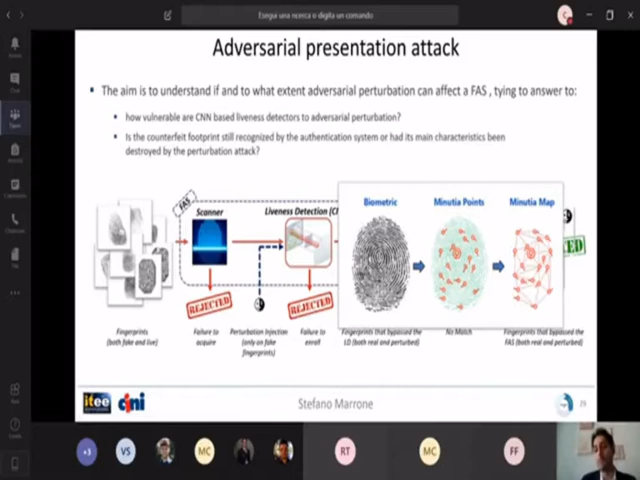 Esegui una ricerca o digita un comando
C
Adversarial presentation attack
The aim is to understand if and to what extent adversarial perturbation can affect a FAS , tying to answer to:
how vulnerable are CNN based liveness detectors to adversarial perturbation?
Is the counterfeit footprint still recognized by the authentication system or had its main characteristics been
destroyed by the perturbation attack?
FAS
Scanner
Liveness Detection (C
Biometric
Minutia Points
Minutia Map
REJECTED
REJECTED
TED
Fingerprints
(both fake and live)
Failure to
acquire
Perturbation Injection
(only on fake
fingerprints)
Failure to
enroll
Fingerprints that bypassed the
LD (both real and perturbed)
No Match
Fingerprints that bypassed the
FAS (both real and perturbed)
itee
cini
Stefano Marrone
+3
VS
MC
RT
MC
FF